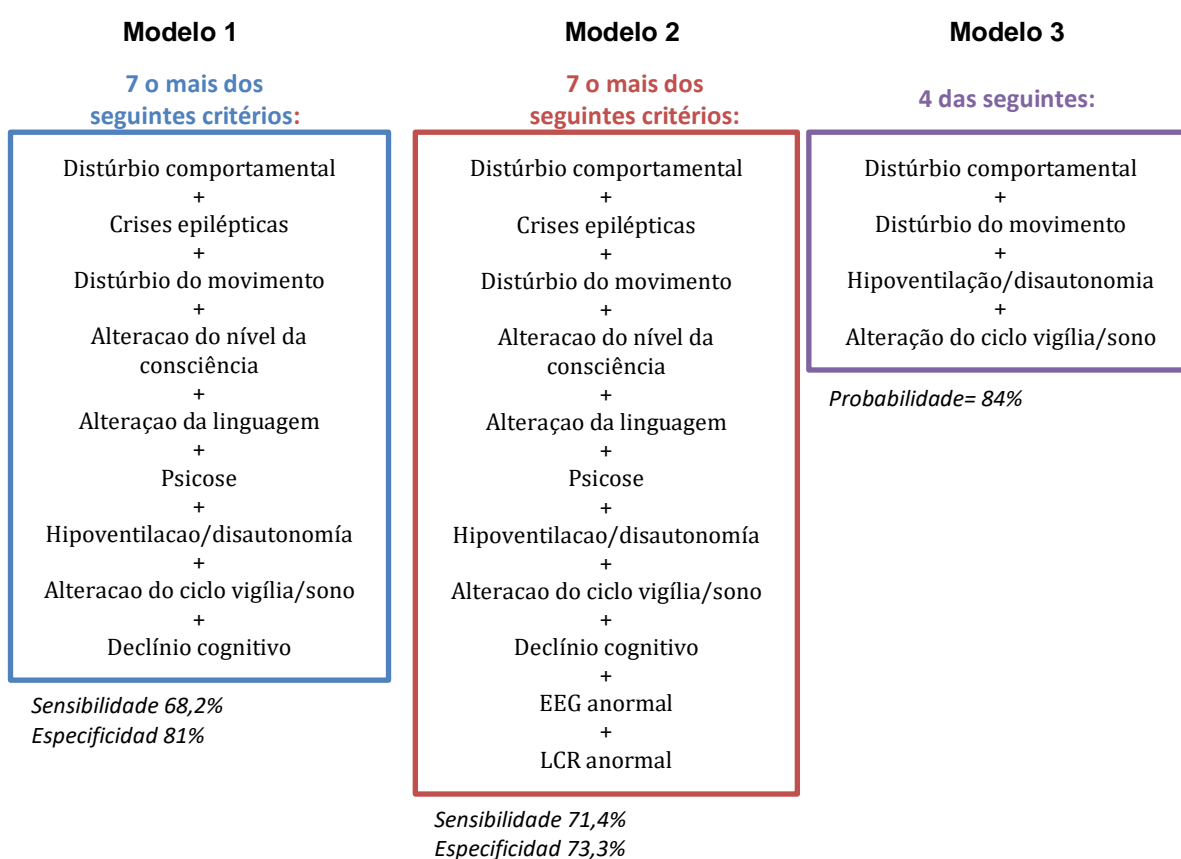 Modelo 1
7 o mais dos
seguintes critérios:
Distúrbio comportamental
+
Crises epilépticas
+
Distúrbio do movimento
+
Alteracao do nível da
consciência
+
Alteraçao da linguagem
+
Psicose
+
Hipoventilacao/disautonomía
+
Alteracao do ciclo vigília/sono
+
Declínio cognitivo
Sensibilidade 68,2%
Especificidad 81%
Modelo 2
7 o mais dos
seguintes critérios:
Distúrbio comportamental
+
Crises epilépticas
+
Distúrbio do movimento
+
Alteracao do nível da
consciência
+
Alteraçao da linguagem
+
Psicose
+
Hipoventilacao/disautonomía
+
Alteracao do ciclo vigília/sono
+
Declínio cognitivo
+
EEG anormal
+
LCR anormal
Sensibilidade 71,4%
Especificidad 73,3%
Modelo 3
4 das seguintes:
Distúrbio comportamental
+
Distúrbio do movimento
+
Hipoventilação/disautonomia
+
Alteração do ciclo vigília/sono
Probabilidade= 84%